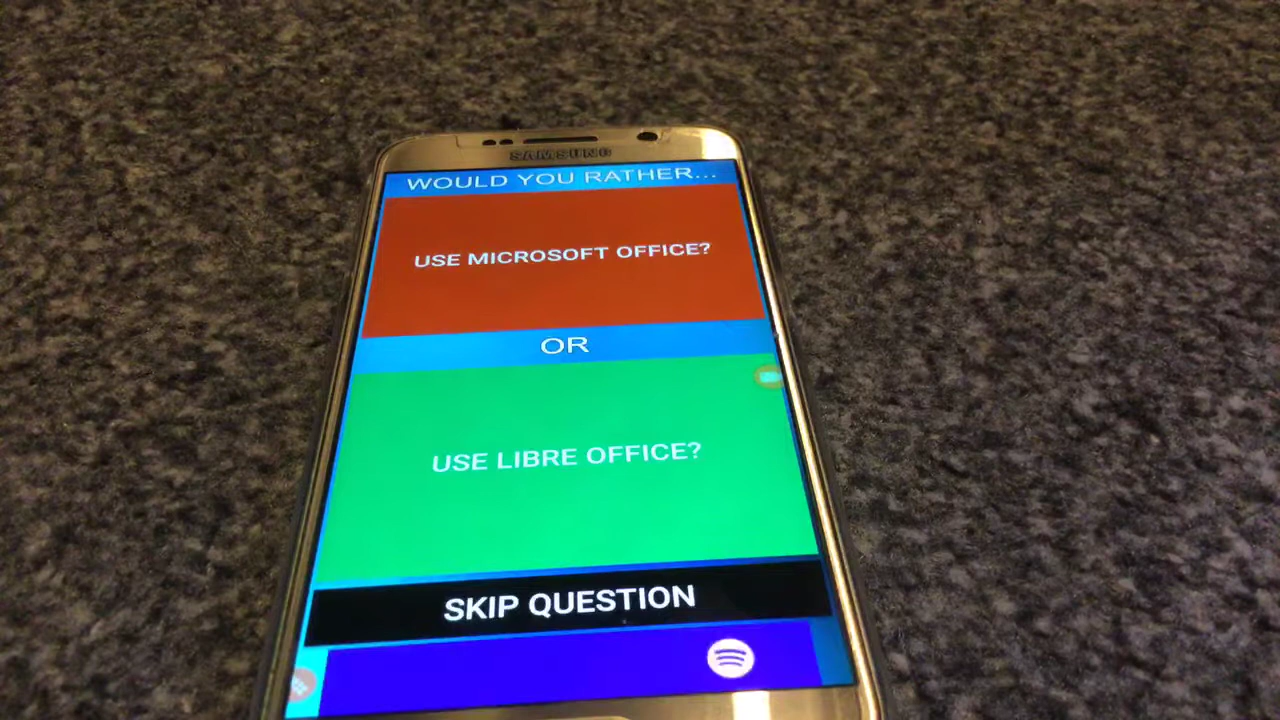 SAMSUNG
WOULD YOU RATHER...
USE MICROSOFT OFFICE?
OR
USE LIBRE OFFICE?
SKIP QUESTION